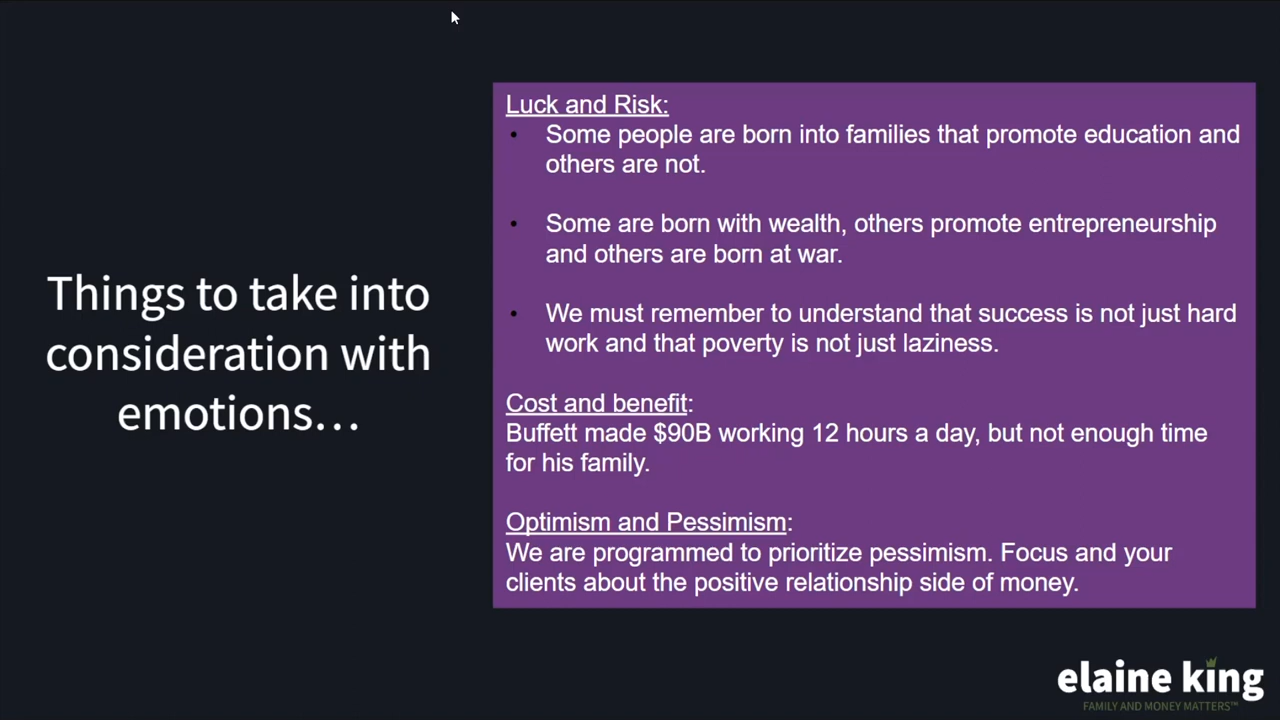 Things to take into
consideration with
emotions…
Luck and Risk:
• Some people are born into families that promote education and
others are not.
• Some are born with wealth, others promote entrepreneurship
and others are born at war.
• We must remember to understand that success is not just hard
work and that poverty is not just laziness.
Cost and benefit:
Buffett made $90B working 12 hours a day, but not enough time
for his family.
Optimism and Pessimism:
We are programmed to prioritize pessimism. Focus and your
clients about the positive relationship side of money.
elaine king
FAMILY AND MONEY MATTERS™